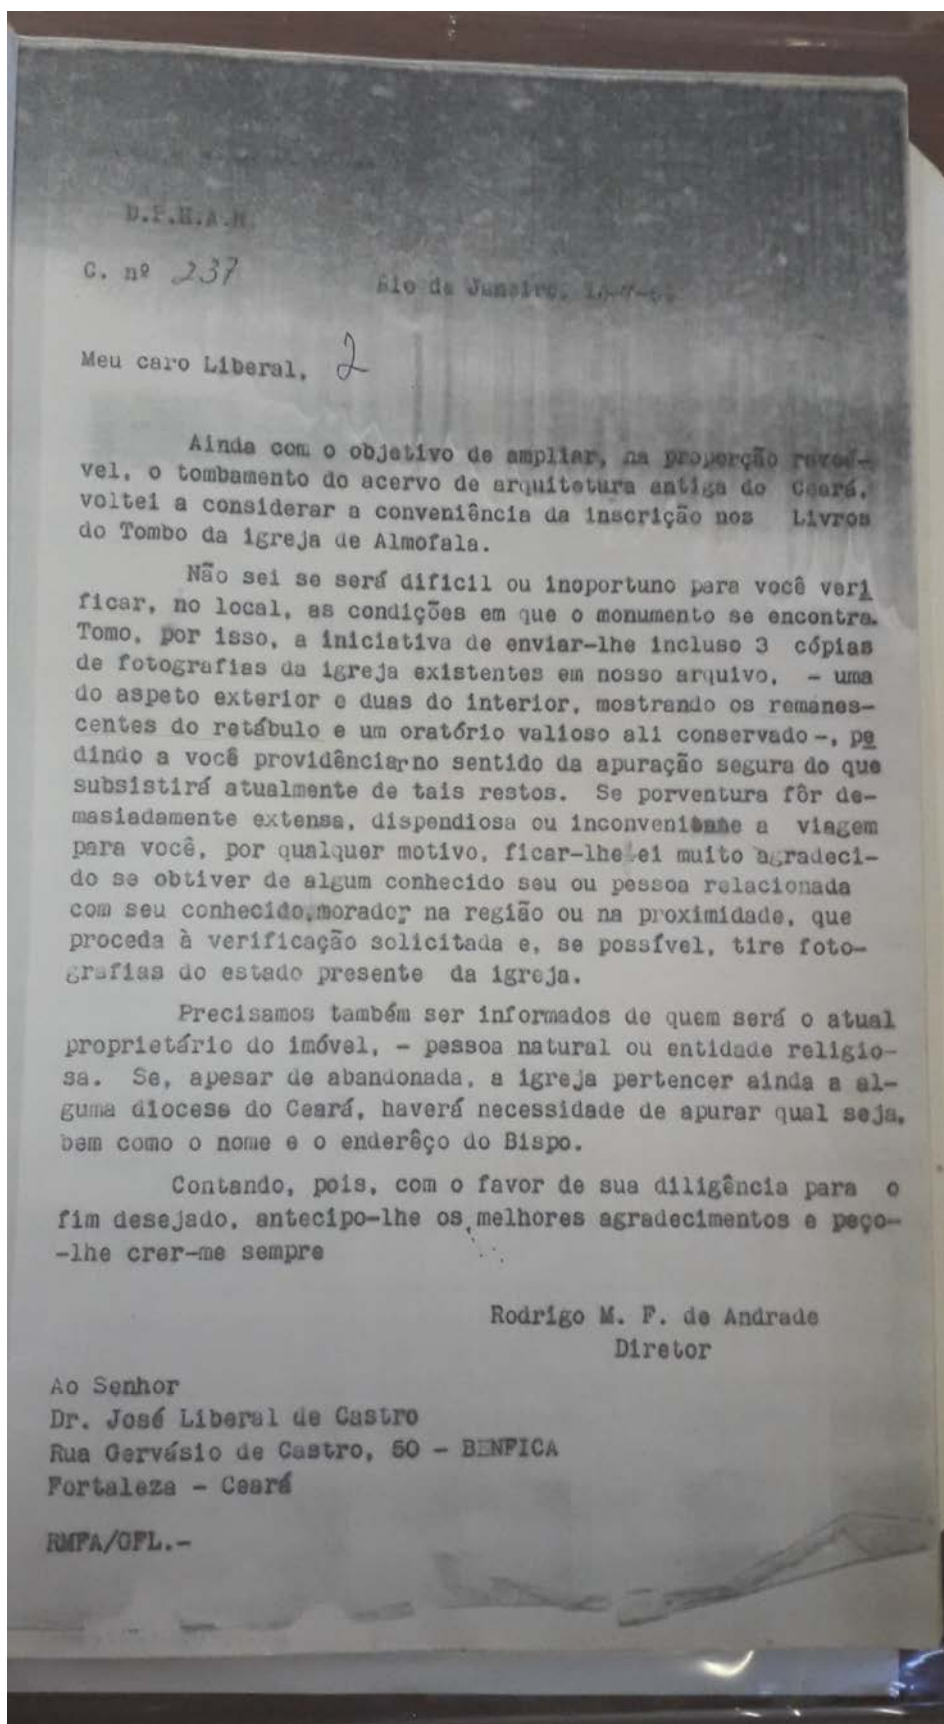 D.P.H.A.N.
C. nº 237
Rio de Janeiro,
Meu caro Liberal, 2
Ainda com o objetivo de ampliar, na proporção razoá-
vel, o tombamento do acervo de arquitetura antiga do Ceará,
voltei a considerar a conveniência da inscrição nos Livros
do Tombo da igreja de Almofala.
Não sei se será dificil ou inoportuno para você veri
ficar, no local, as condições em que o monumento se encontra.
Tomo, por isso, a iniciativa de enviar-lhe incluso 3 cópias
de fotografias da igreja existentes em nosso arquivo, - uma
do aspeto exterior e duas do interior, mostrando os remanes-
centes do retábulo e um oratório valioso ali conservado-, pe
dindo a você providênciar no sentido da apuração segura do que
subsistirá atualmente de tais restos. Se porventura fôr de-
masiadamente extensa, dispendiosa ou a viagem
para você, por qualquer motivo, ficar-lhe-ei muito agradeci-
do se obtiver de algum conhecido seu ou pessoa relacionada
com seu conhecido, morador na região ou na proximidade, que
proceda à verificação solicitada e, se possível, tire foto-
grafias do estado presente da igreja.
Precisamos também ser informados de quem será o atual
proprietário do imóvel, - pessoa natural ou entidade religio-
sa. Se, apesar de abandonada, a igreja pertencer ainda a al-
guma diocese do Ceará, haverá necessidade de apurar qual seja,
bem como o nome e o enderêço do Bispo.
Contando, pois, com o favor de sua diligência para o
fim desejado, antecipo-lhe os melhores agradecimentos e peço-
-lhe crer-me sempre
Rodrigo M. F. de Andrade
Diretor
Ao Senhor
Dr. José Liberal de Castro
Rua Gervásio de Castro, 50 - BENFICA
Fortaleza - Ceará
RMFA/GFL.-